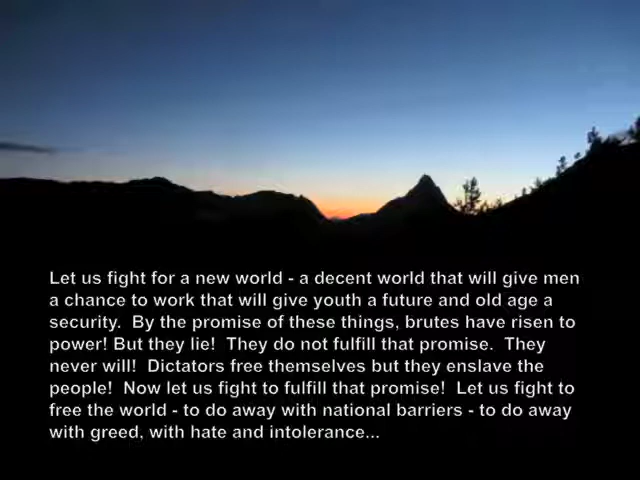 Let us fight for a new world - a decent world that will give men
a chance to work that will give youth a future and old age a
security.  By the promise of these things, brutes have risen to
power! But they lie!  They do not fulfill that promise.  They
never will!  Dictators free themselves but they enslave the
people!  Now let us fight to fulfill that promise!  Let us fight to
free the world - to do away with national barriers - to do away
with greed, with hate and intolerance...